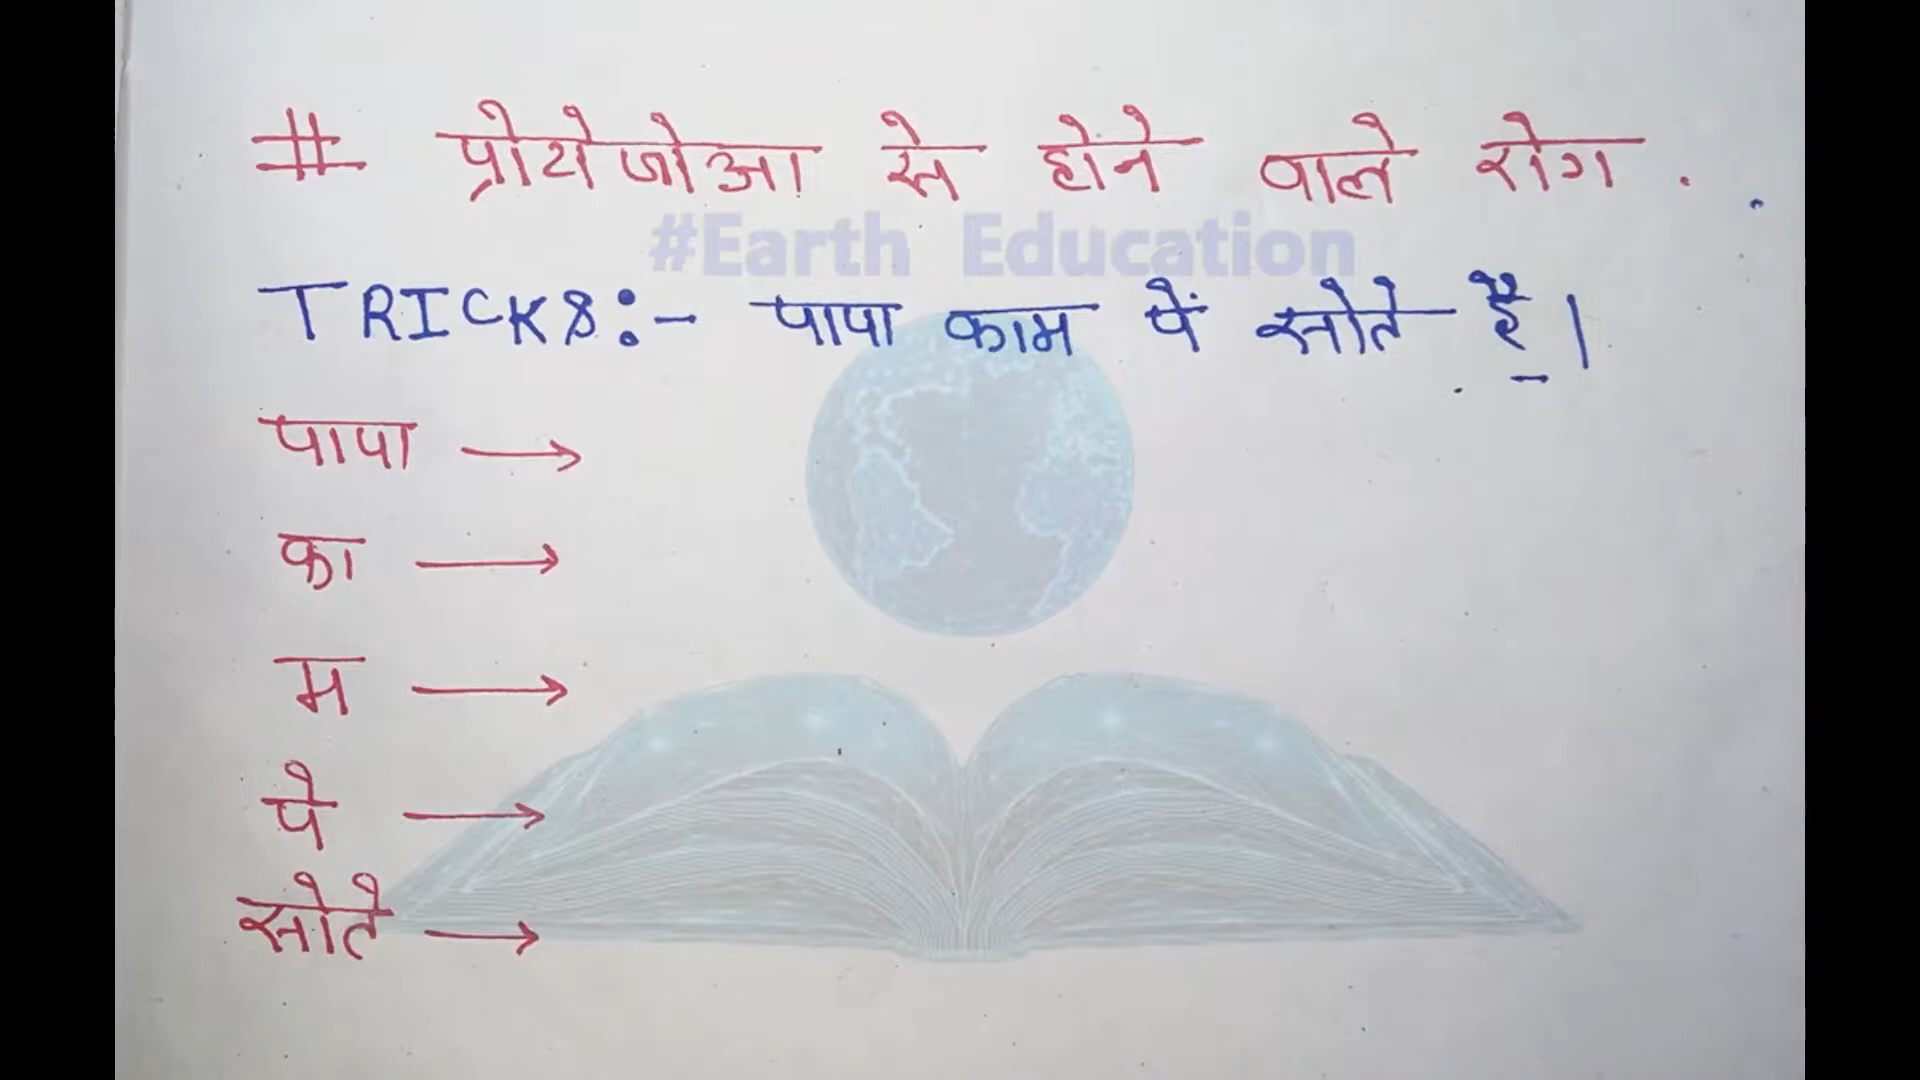 # प्रोटोजोआ से होने वाले रोग .
#Earth Education
TRICKS:- पापा काम पें सोते हैं |
पापा →
का →
म →
पे →
सोते →